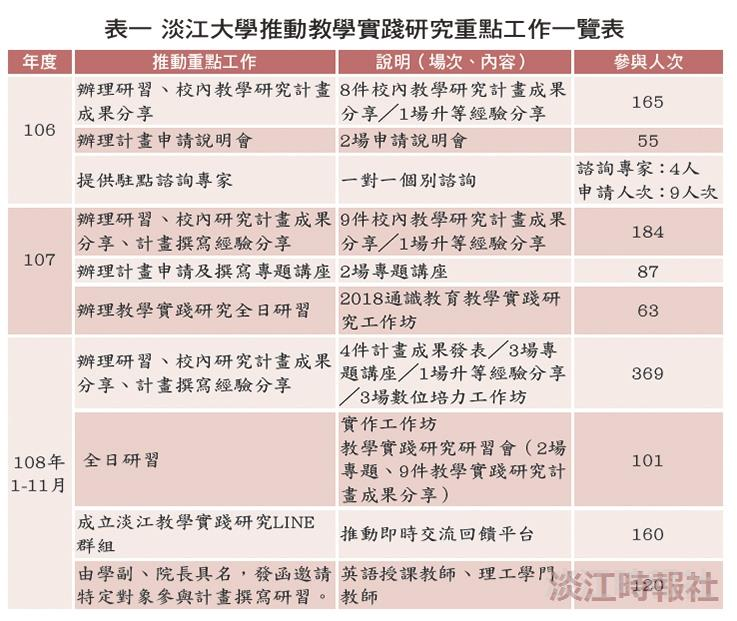 表一 淡江大學推動教學實踐研究重點工作一覽表
年度 推動重點工作 說明（場次、內容） 參與人次
106
辦理研習、校內教學研究計畫
成果分享
8件校內教學研究計畫成果
分享／1場升等經驗分享
165
辦理計畫申請說明會 2場申請說明會 55
提供駐點諮詢專家 一對一個別諮詢
諮詢專家：4人
申請人次：9人次
107
辦理研習、校內研究計畫成果
分享、計畫撰寫經驗分享
9件校內教學研究計畫成果
分享／1場升等經驗分享
184
辦理計畫申請及撰寫專題講座 2場專題講座 87
辦理教學實踐研究全日研習
2018通識教育教學實踐研
究工作坊
63
108年
1-11月
辦理研習、校內研究計畫成果
分享、計畫撰寫經驗分享
4件計畫成果發表／3場專
題講座／1場升等經驗分享
／3場數位培力工作坊
369
全日研習
實作工作坊
教學實踐研究研習會（2場
專題、9件教學實踐研究計
畫成果分享）
101
成立淡江教學實踐研究LINE
群組
推動即時交流回饋平台
160
由學副、院長具名，發函邀請
特定對象參與計畫撰寫研習。
英語授課教師、理工學門
教師
120
淡江時報社